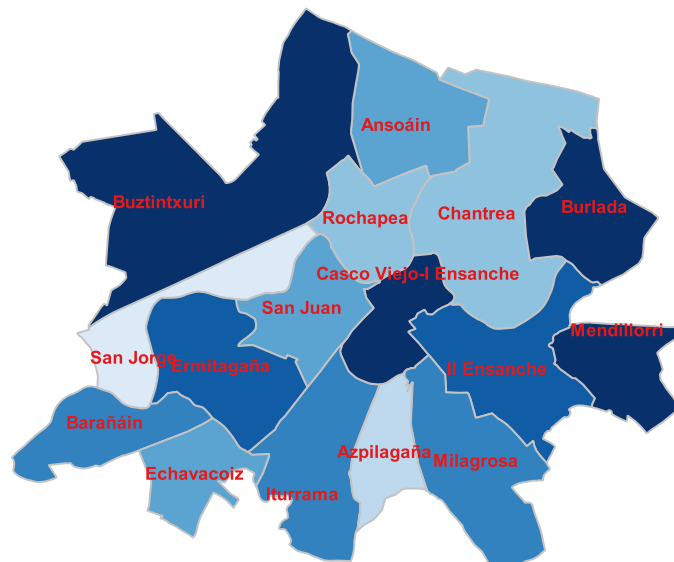 Ansoáin
Buztintxuri
Rochapea
Chantrea
Burlada
Casco Viejo-I Ensanche
San Juan
Mendillorri
San Jorge
Ermitagaña
II Ensanche
Barañáin
Azpilagaña
Milagrosa
Echavacoiz
Iturrama